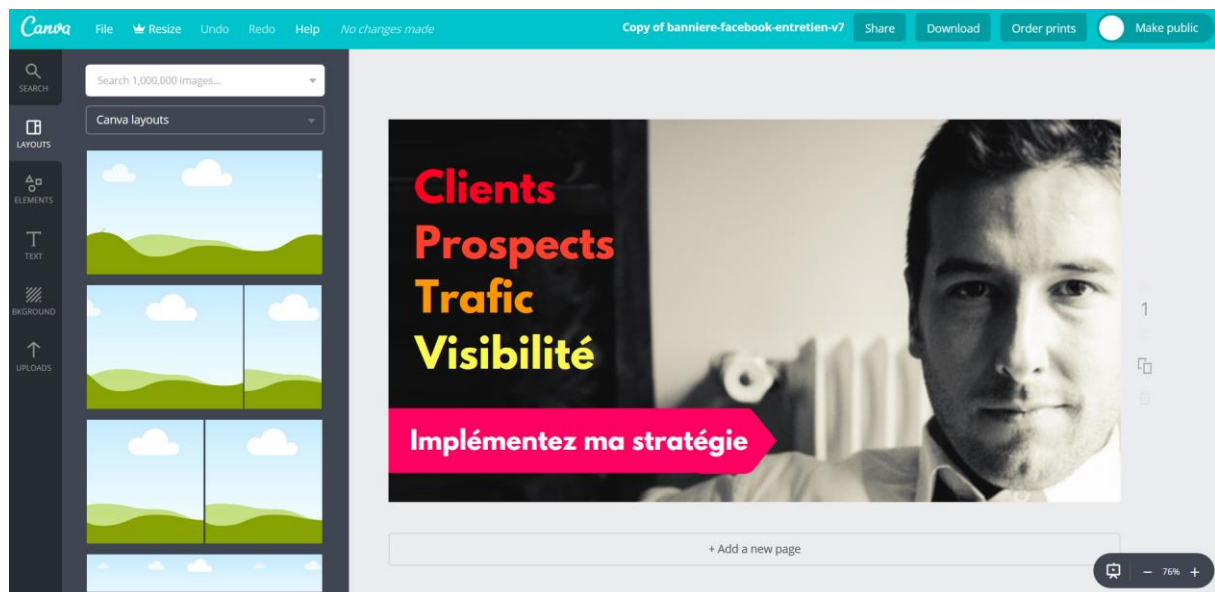 Canva File Resize Undo Redo Help No changes made Copy of banniere-facebook-entretien-v7 Share Download Order prints Make public
SEARCH
LAYOUTS
ELEMENTS
TEXT
BKGROUND
UPLOADS
Search 1,000,000 images...
Canva layouts
Clients
Prospects
Trafic
Visibilité
Implémentez ma stratégie
1
+ Add a new page
− 76% +